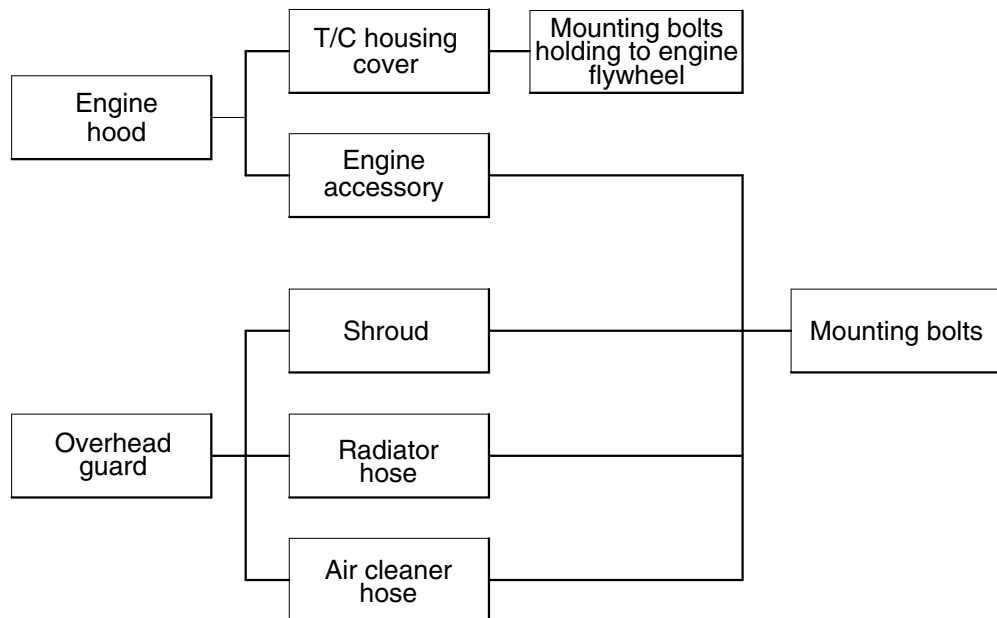 T/C housing
cover
Mounting bolts
holding to engine
flywheel
Engine
hood
Engine
accessory
Shroud
Mounting bolts
Overhead
guard
Radiator
hose
Air cleaner
hose